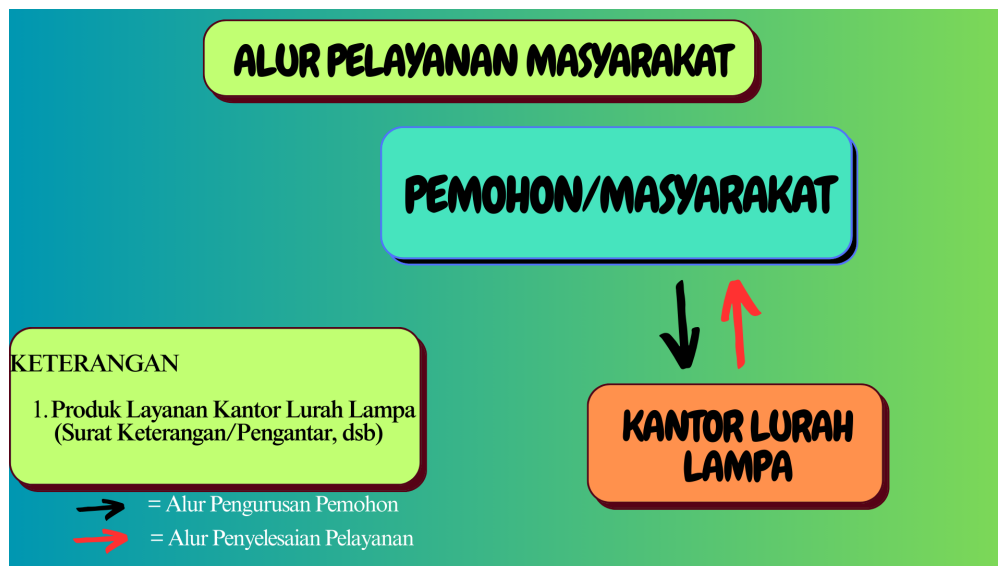 ALUR PELAYANAN MASYARAKAT
PEMOHON/MASYARAKAT
KANTOR LURAH
LAMPA
KETERANGAN
1. Produk Layanan Kantor Lurah Lampa
(Surat Keterangan/Pengantar, dsb)
= Alur Pengurusan Pemohon
= Alur Penyelesaian Pelayanan